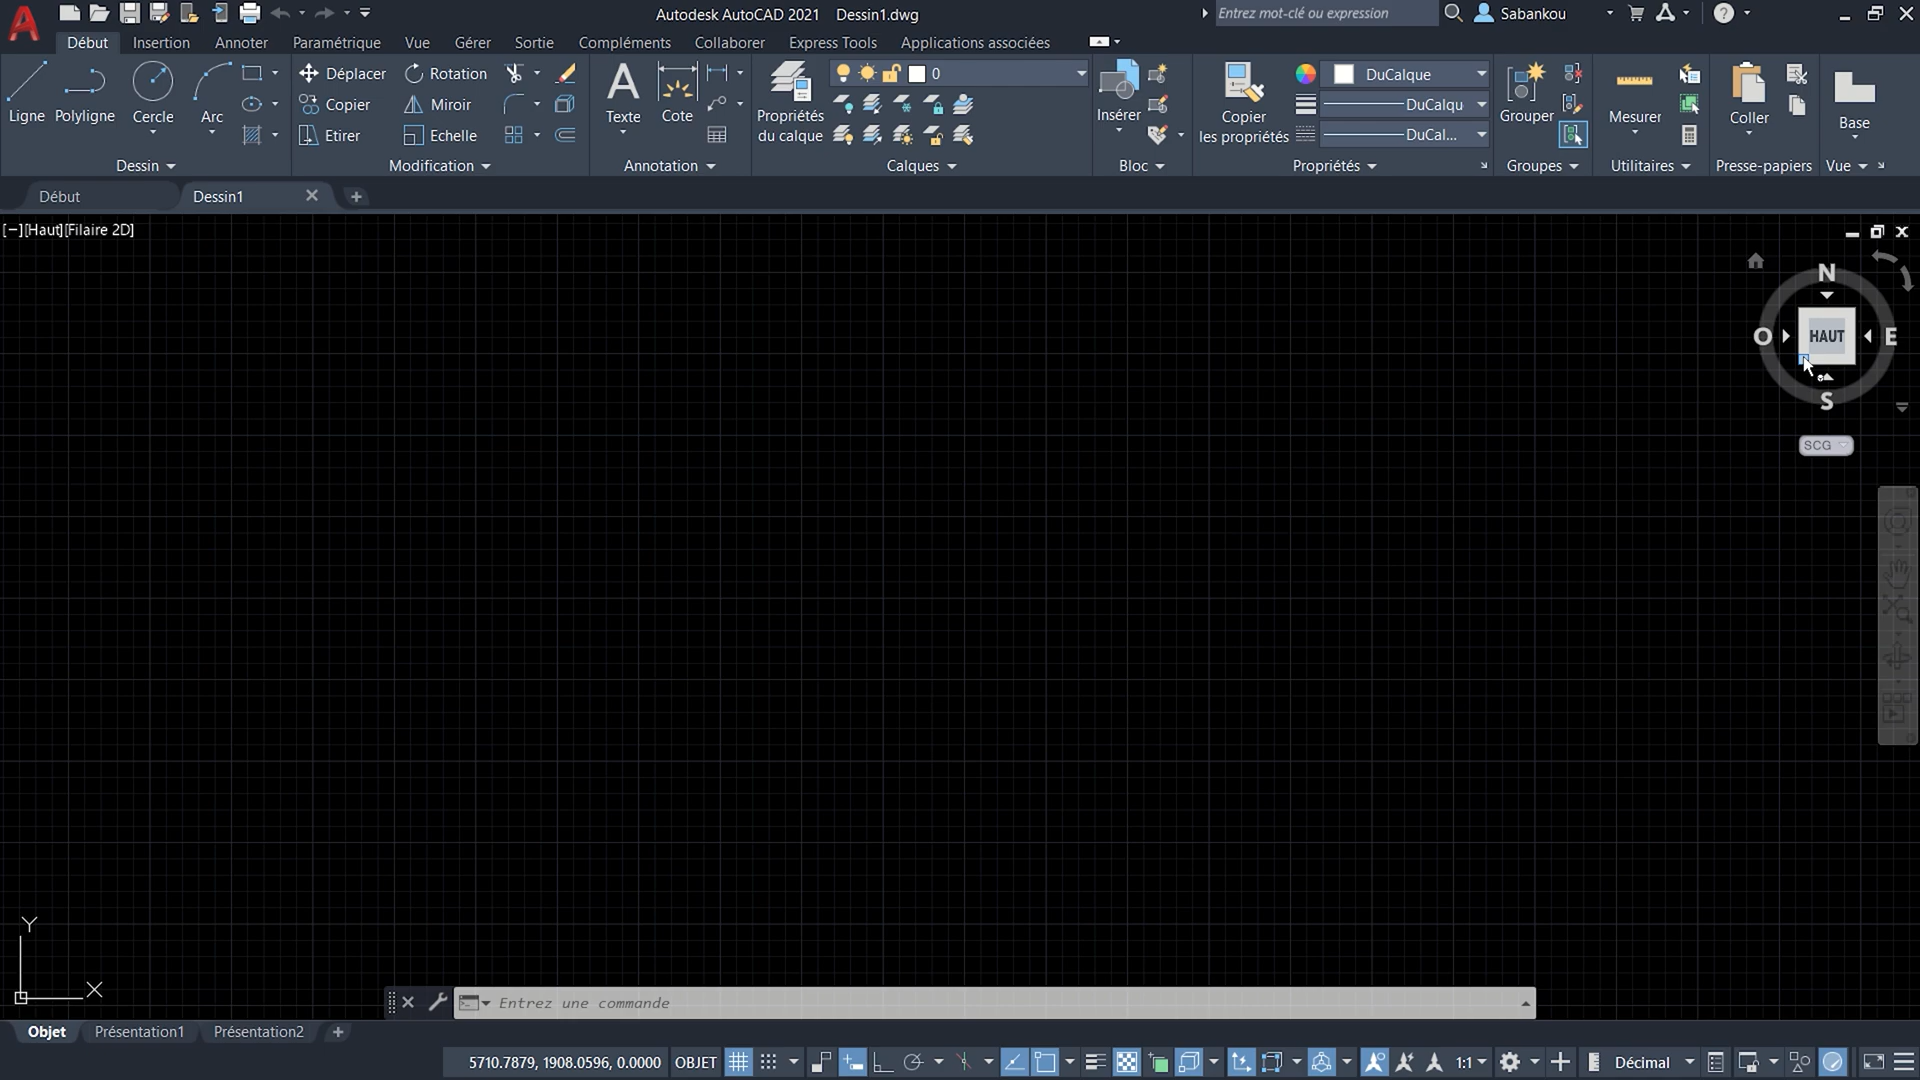 Autodesk AutoCAD 2021 Dessin1.dwg
Entrez mot-clé ou expression
Sabankou
Début Insertion Annoter Paramétrique Vue Gérer Sortie Compléments Collaborer Express Tools Applications associées
Ligne Polyligne Cercle Arc
Déplacer Rotation
Copier Miroir
Etirer Echelle
Texte Cote
Propriétés
du calque
0
Insérer
Copier
les propriétés
DuCalque
DuCalqu
DuCal...
Grouper
Mesurer
Coller
Base
Dessin Modification Annotation Calques Bloc Propriétés Groupes Utilitaires Presse-papiers Vue
Début Dessin1
[−][Haut][Filaire 2D]
N
O HAUT E
S
SCG
Y
X
Entrez une commande
Objet Présentation1 Présentation2
5710.7879, 1908.0596, 0.0000 OBJET 1:1 Décimal